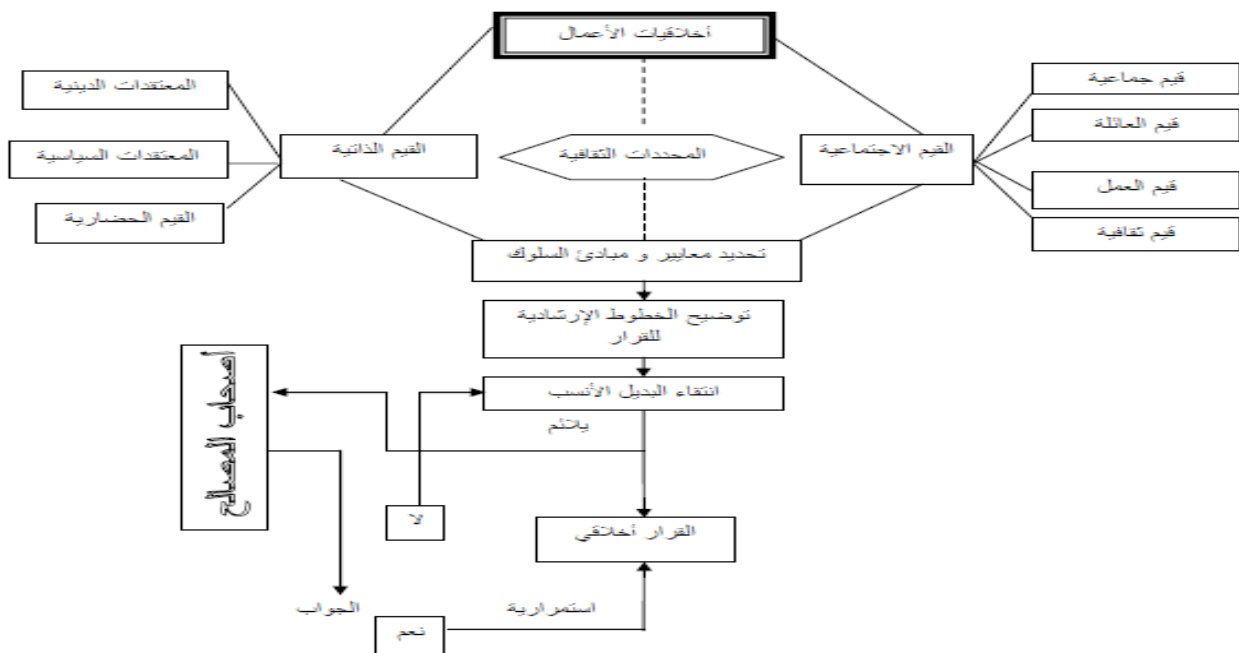 أخلاقيات الأعمال
قيم جماعية
المعتقدات الدينية
قيم العائلة
القيم الاجتماعية
المحددات الثقافية
القيم الذاتية
المعتقدات السياسية
قيم العمل
القيم الحضارية
قيم ثقافية
تحديد معايير و مبادئ السلوك
توضيح الخطوط الإرشادية
للقرار
انتقاء البديل الأنسب
أصحاب المصالح
يلائم
لا
القرار أخلاقي
استمرارية
الجواب
نعم